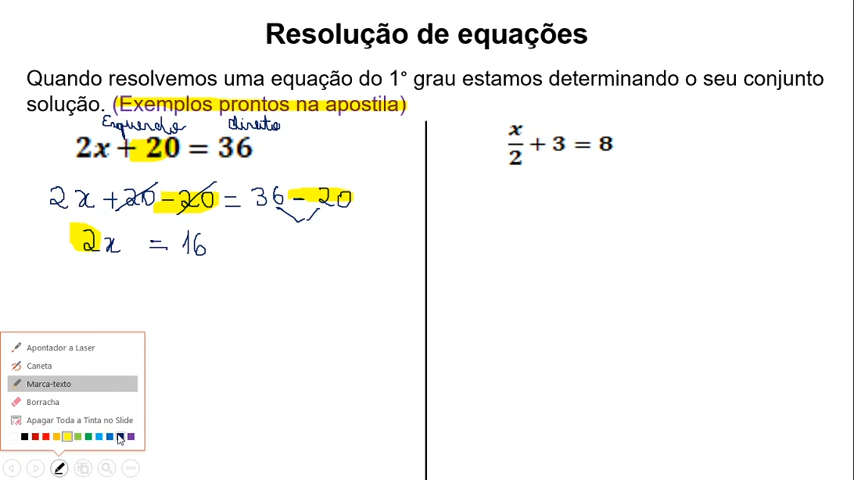 Resolução de equações
Quando resolvemos uma equação do 1° grau estamos determinando o seu conjunto
solução. (Exemplos prontos na apostila)
Esquerdo direito
2x + 20 = 36
2x + 20 - 20 = 36 - 20
2x = 16
x/2 + 3 = 8
Apontador a Laser
Caneta
Marca-texto
Borracha
Apagar Toda a Tinta no Slide